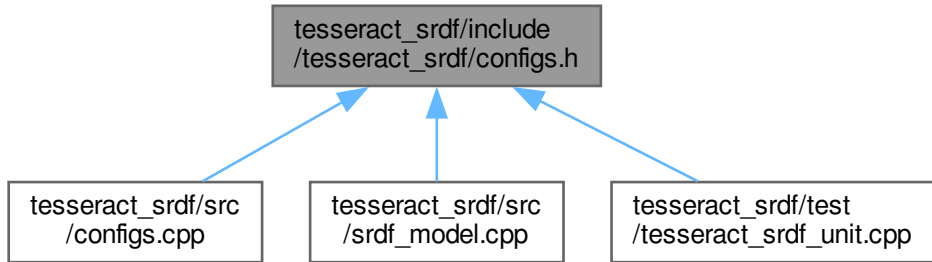 tesseract_srdf/include
/tesseract_srdf/configs.h
tesseract_srdf/src
/configs.cpp
tesseract_srdf/src
/srdf_model.cpp
tesseract_srdf/test
/tesseract_srdf_unit.cpp